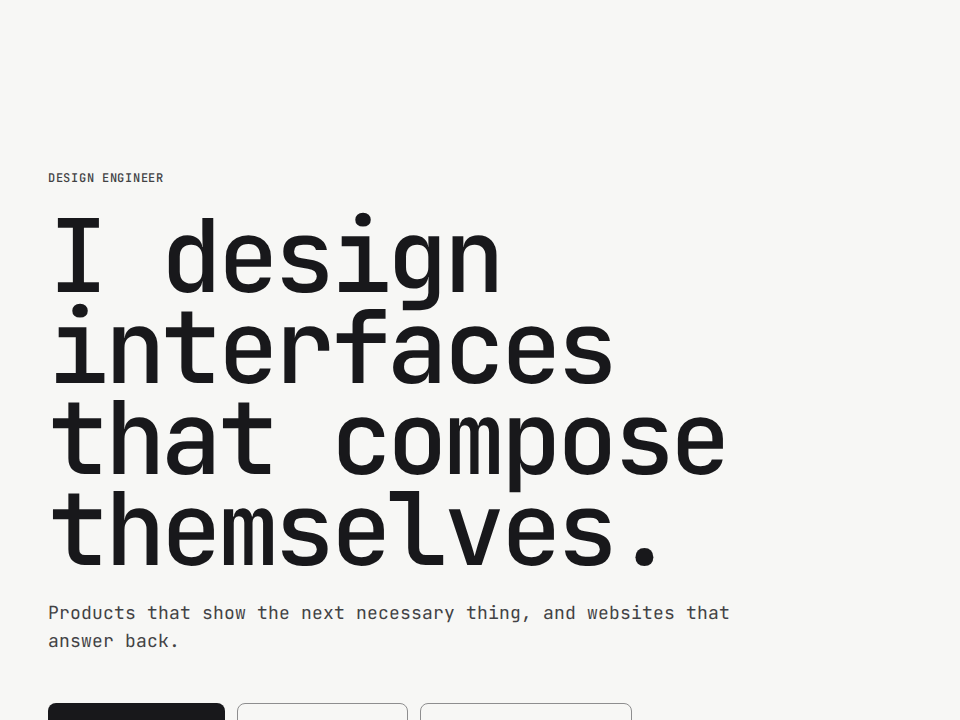 DESIGN ENGINEER
I design
interfaces
that compose
themselves.
Products that show the next necessary thing, and websites that
answer back.